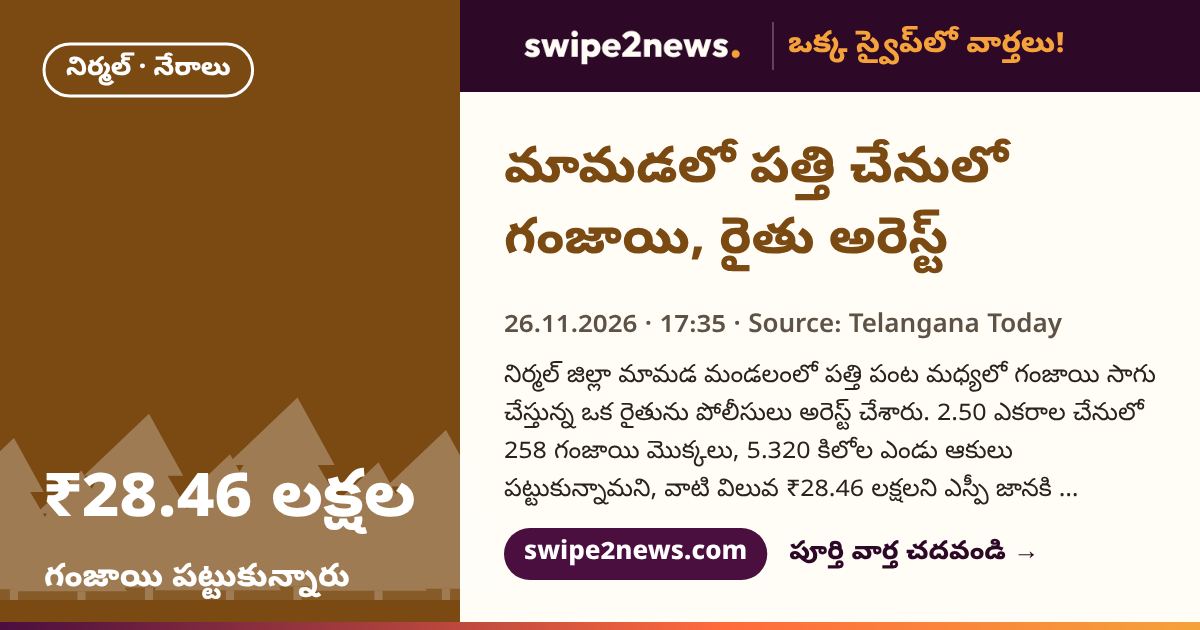 నిర్మల్ · నేరాలు
₹28.46 లక్షల
గంజాయి పట్టుకున్నారు
swipe2news.
ఒక్క స్వైప్‌లో వార్తలు!
మామడలో పత్తి చేనులో
గంజాయి, రైతు అరెస్ట్
26.11.2026 · 17:35 · Source: Telangana Today
నిర్మల్ జిల్లా మామడ మండలంలో పత్తి పంట మధ్యలో గంజాయి సాగు
చేస్తున్న ఒక రైతును పోలీసులు అరెస్ట్ చేశారు. 2.50 ఎకరాల చేనులో
258 గంజాయి మొక్కలు, 5.320 కిలోల ఎండు ఆకులు
పట్టుకున్నామని, వాటి విలువ ₹28.46 లక్షలని ఎస్పీ జానకి ...
swipe2news.com
పూర్తి వార్త చదవండి →